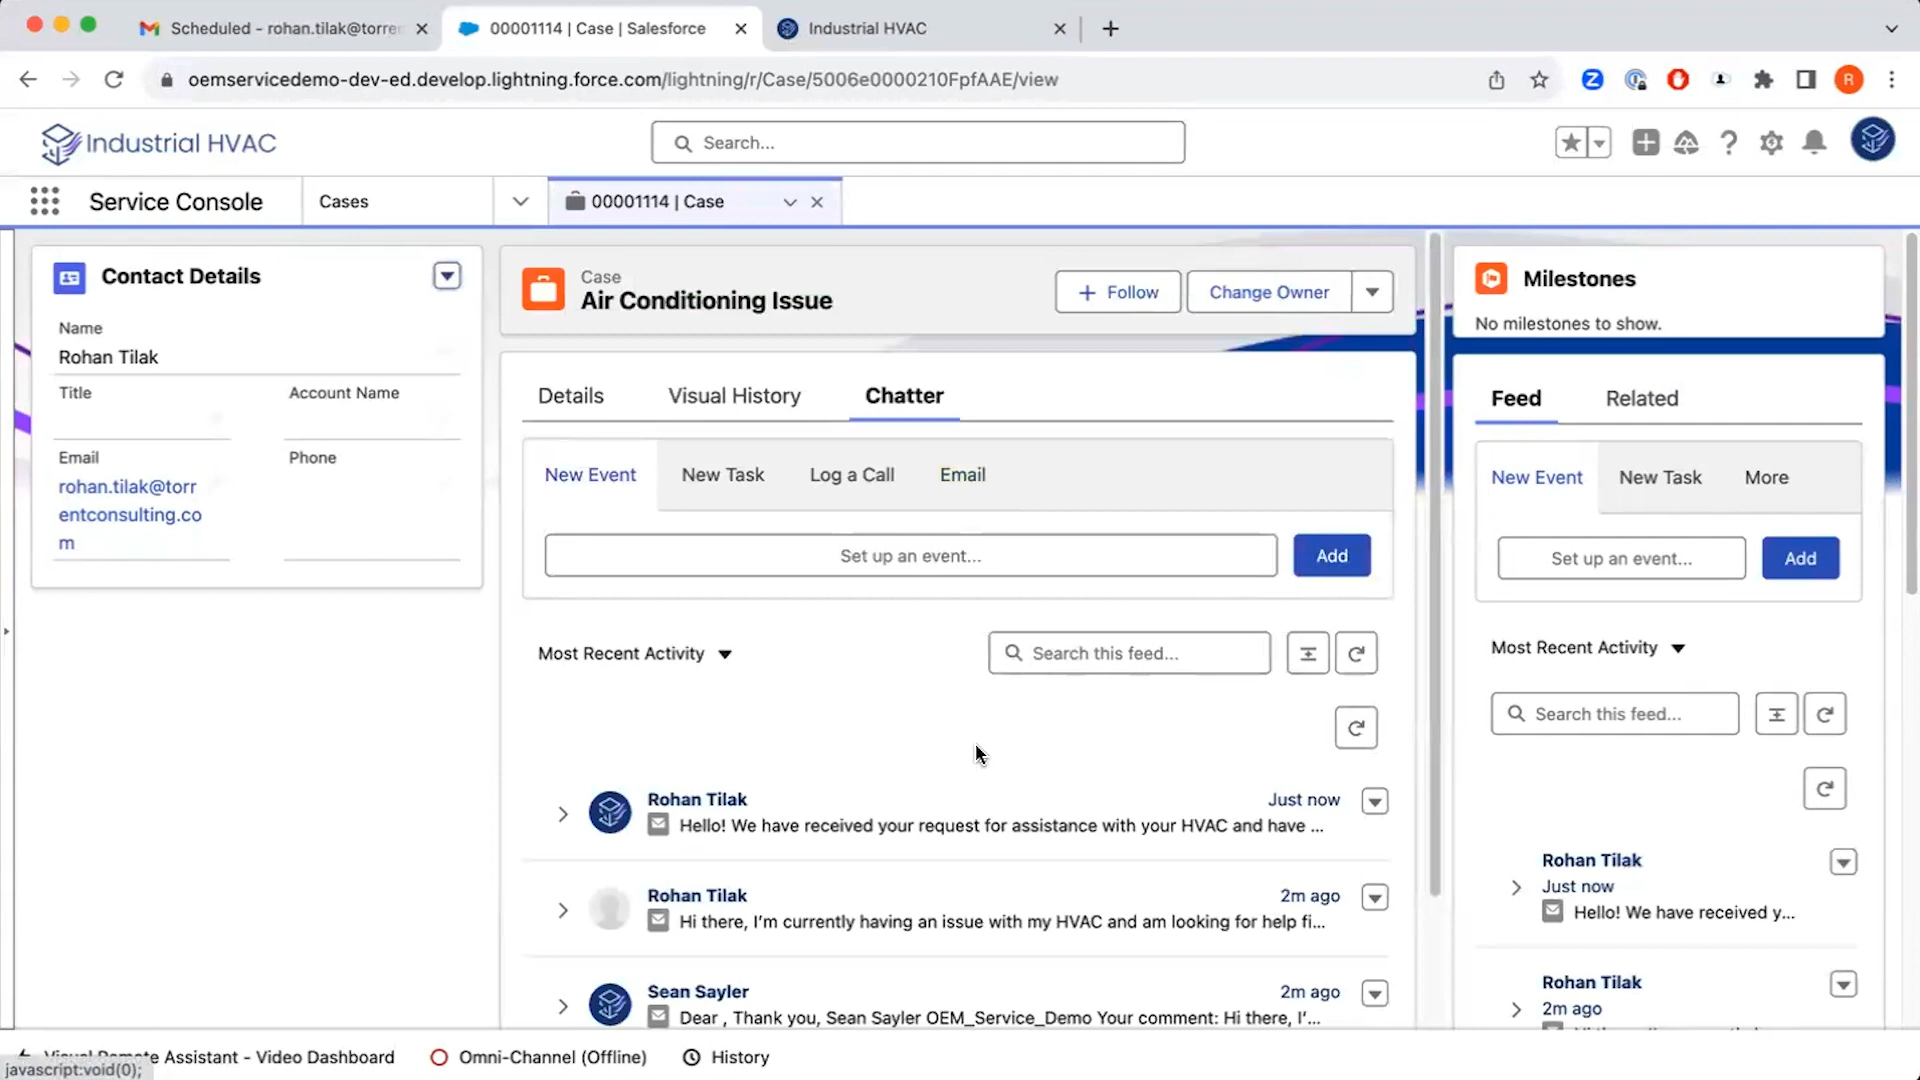 Scheduled - rohan.tilak@torre
00001114 | Case | Salesforce
Industrial HVAC
oemservicedemo-dev-ed.develop.lightning.force.com/lightning/r/Case/5006e0000210FpfAAE/view
Z
R
Industrial HVAC
Search...
Service Console
Cases
00001114 | Case
Contact Details
Name
Rohan Tilak
Title
Account Name
Email
Phone
rohan.tilak@torr
entconsulting.co
m
Case
Air Conditioning Issue
Follow
Change Owner
Details
Visual History
Chatter
New Event
New Task
Log a Call
Email
Set up an event...
Add
Most Recent Activity
Search this feed...
Rohan Tilak
Just now
Hello! We have received your request for assistance with your HVAC and have ...
Rohan Tilak
2m ago
Hi there, I'm currently having an issue with my HVAC and am looking for help fi...
Sean Sayler
2m ago
Dear , Thank you, Sean Sayler OEM_Service_Demo Your comment: Hi there, I'...
Milestones
No milestones to show.
Feed
Related
New Event
New Task
More
Set up an event...
Add
Most Recent Activity
Search this feed...
Rohan Tilak
Just now
Hello! We have received y...
Rohan Tilak
2m ago
Visual Remote Assistant - Video Dashboard
Omni-Channel (Offline)
History
javascript:void(0);